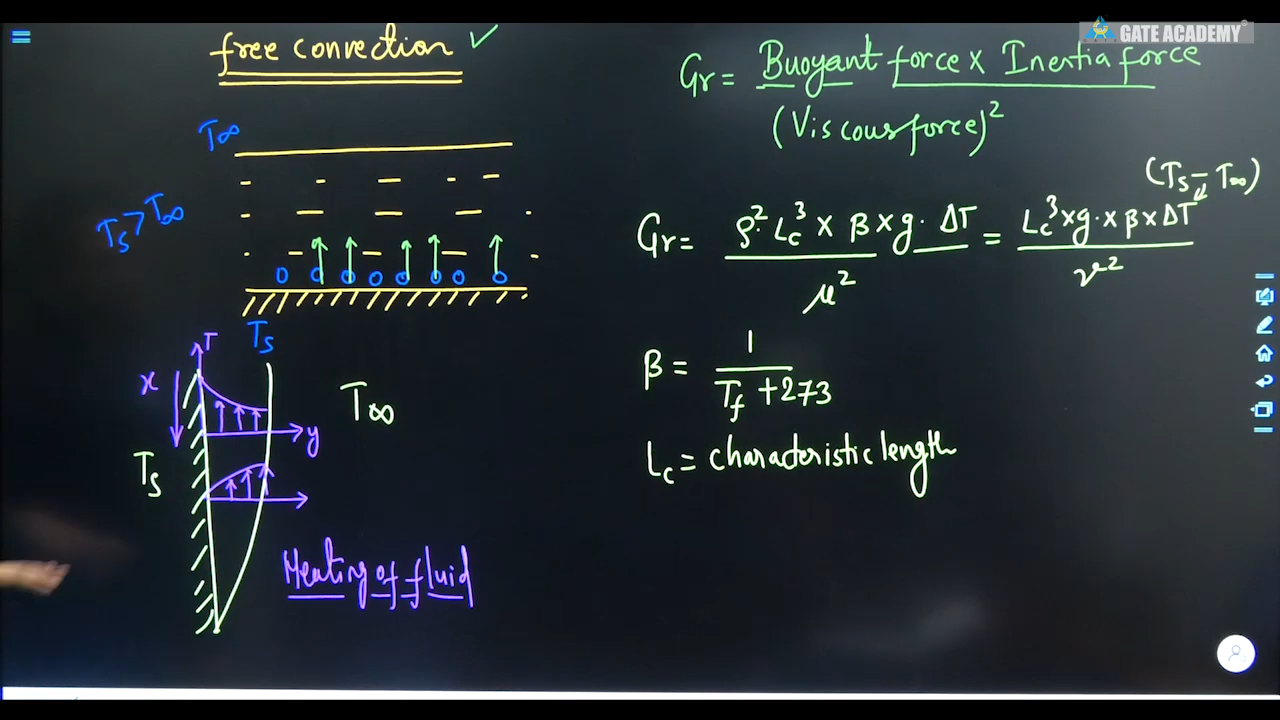 GATE ACADEMY
free convection ✓
T∞
Ts > T∞
Ts
T
x
y
T∞
Ts
Heating of fluid
Gr = Buoyant force x Inertia force
(Viscous force)²
(Ts - T∞)
Gr = ρ² Lc³ x β x g · ΔT / μ² = Lc³ x g · x β x ΔT / ν²
β = 1 / Tf + 273
Lc = characteristic length